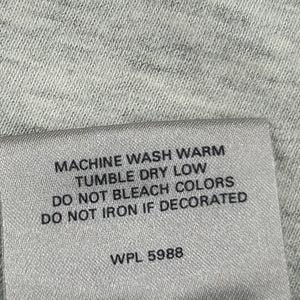 MACHINE WASH WARM
TUMBLE DRY LOW
DO NOT BLEACH COLORS
DO NOT IRON IF DECORATED
WPL 5988